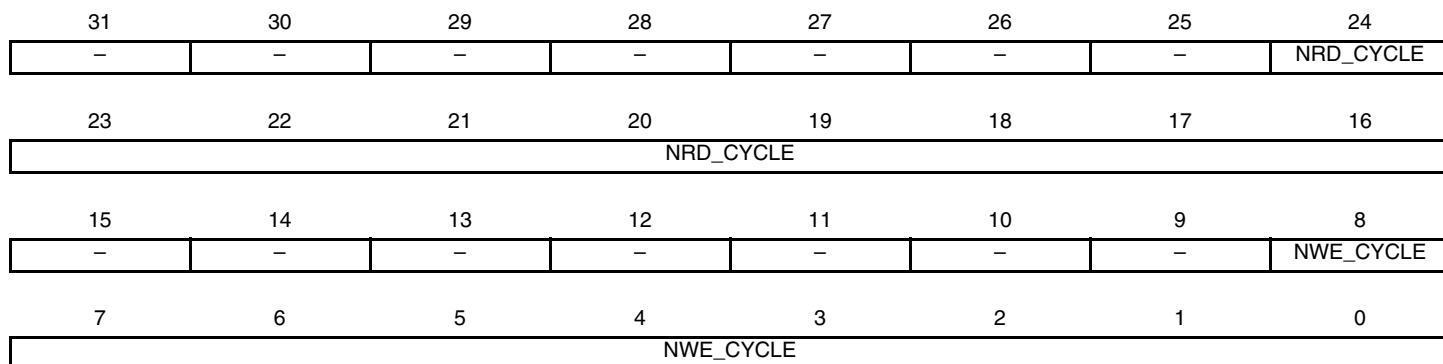 31 30 29 28 27 26 25 24
– – – – – – – NRD_CYCLE
23 22 21 20 19 18 17 16
NRD_CYCLE
15 14 13 12 11 10 9 8
– – – – – – – NWE_CYCLE
7 6 5 4 3 2 1 0
NWE_CYCLE